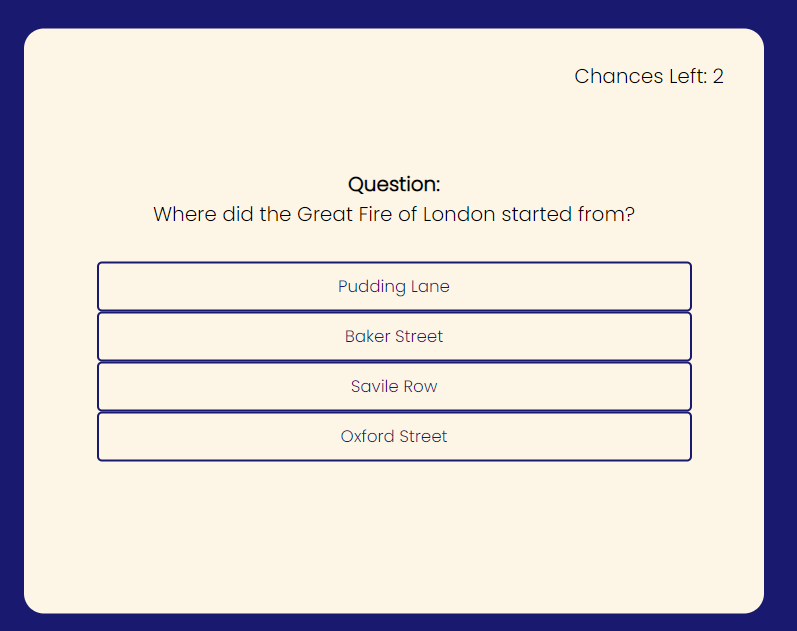 Chances Left: 2
Question:
Where did the Great Fire of London started from?
Pudding Lane
Baker Street
Savile Row
Oxford Street